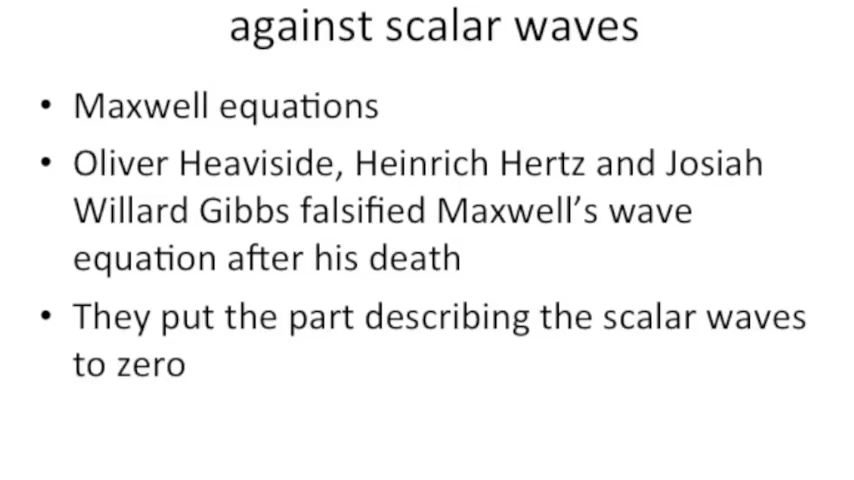 against scalar waves
• Maxwell equations
• Oliver Heaviside, Heinrich Hertz and Josiah
Willard Gibbs falsified Maxwell's wave
equation after his death
• They put the part describing the scalar waves
to zero